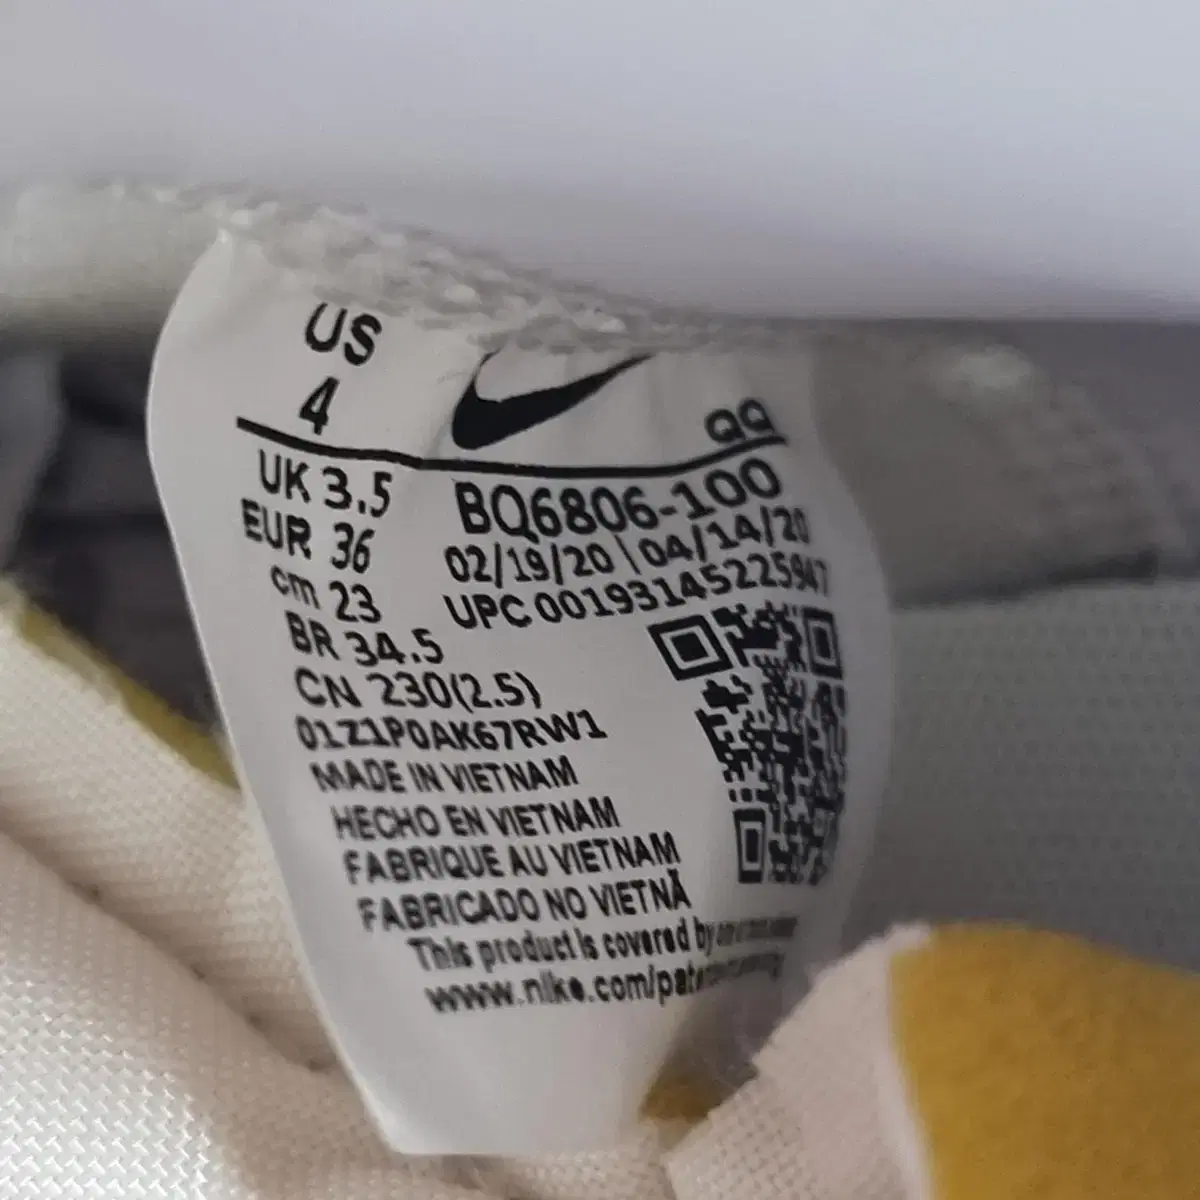 US
4
QQ
UK 3.5
EUR 36
cm 23
BR 34.5
CN 230(2.5)
BQ6806-100
02/19/20 \ 04/14/20
UPC 00193145225947
01Z1P0AK67RW1
MADE IN VIETNAM
HECHO EN VIETNAM
FABRIQUE AU VIETNAM
FABRICADO NO VIETNÃ
This product is covered by
www.nike.com/patents